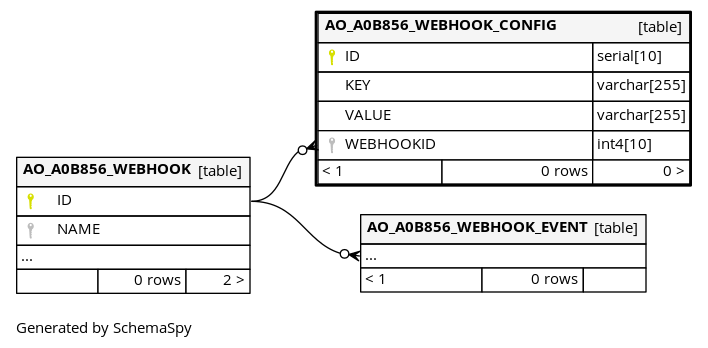 AO_A0B856_WEBHOOK_CONFIG [table]
ID serial[10]
KEY varchar[255]
VALUE varchar[255]
WEBHOOKID int4[10]
< 1 0 rows 0 >
AO_A0B856_WEBHOOK [table]
ID
NAME
...
0 rows 2 >
AO_A0B856_WEBHOOK_EVENT [table]
...
< 1 0 rows
Generated by SchemaSpy